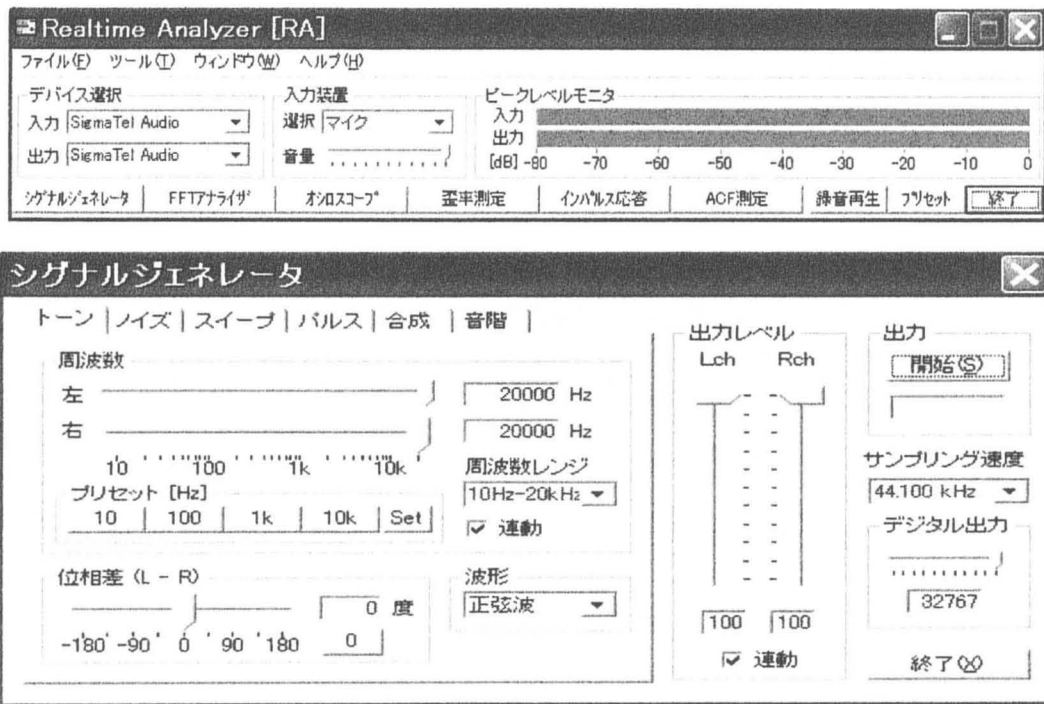 Realtime Analyzer [RA]
ファイル(F) ツール(T) ウィンドウ(W) ヘルプ(H)
デバイス選択 入力装置 ピークレベルモニタ
入力 SigmaTel Audio 選択 マイク 入力
出力 SigmaTel Audio 音量 出力
[dB] -90 -70 -60 -50 -40 -30 -20 -10 0
シグナルジェネレータ FFTアナライザ オシロスコープ 歪率測定 インパルス応答 ACF測定 録音再生 プリセット 終了
シグナルジェネレータ
トーン ノイズ スイープ パルス 合成 音階
周波数
左 20000 Hz
右 20000 Hz
10 100 1k 10k
周波数レンジ
10Hz-20kHz
連動
プリセット [Hz]
10 100 1k 10k Set
位相差 (L - R)
0 度
-180 -90 0 90 180 0
波形
正弦波
出力レベル
Lch Rch
100 100
連動
出力
開始(S)
サンプリング速度
44.100 kHz
デジタル出力
32767
終了(X)